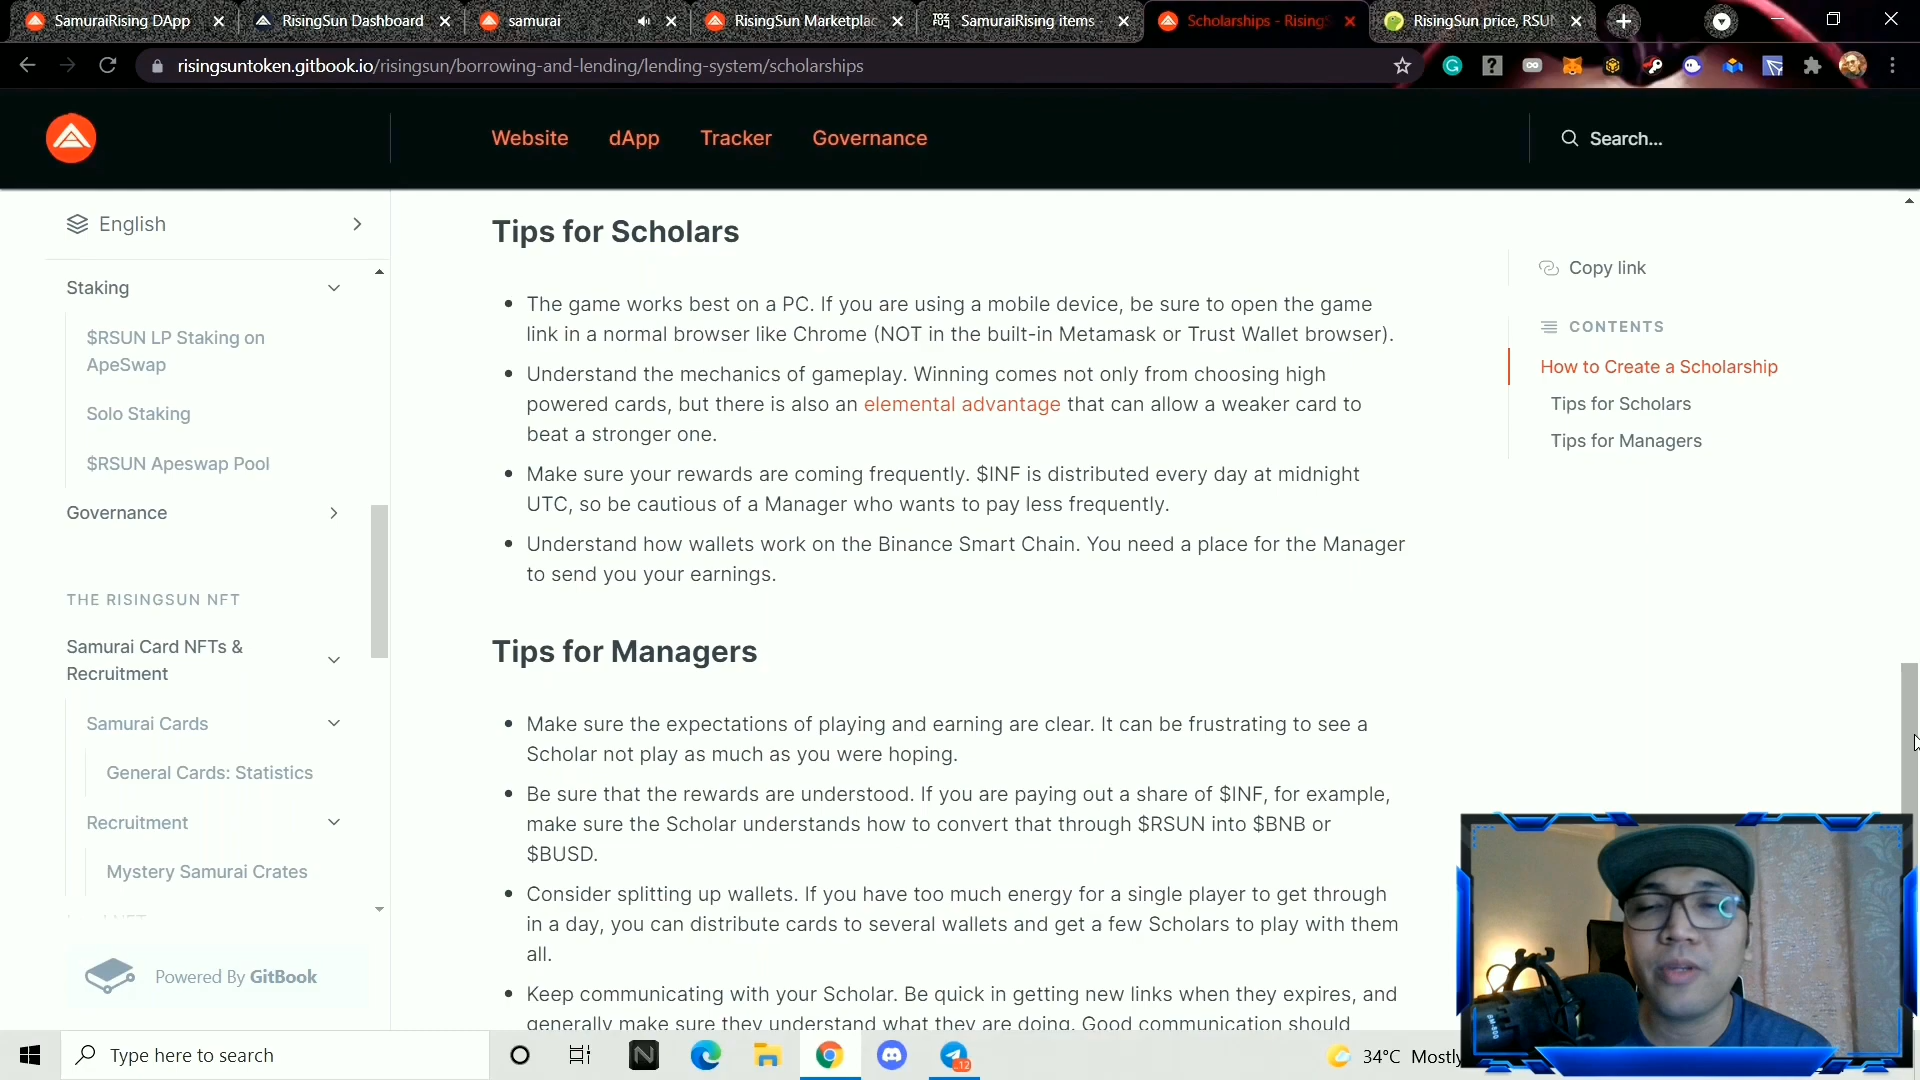 SamuraiRising DApp
RisingSun Dashboard
samurai
RisingSun Marketplac
SamuraiRising items
Scholarships - RisingS
RisingSun price, RSU
risingsuntoken.gitbook.io/risingsun/borrowing-and-lending/lending-system/scholarships
Website
dApp
Tracker
Governance
Search...
English
Staking
$RSUN LP Staking on
ApeSwap
Solo Staking
$RSUN Apeswap Pool
Governance
THE RISINGSUN NFT
Samurai Card NFTs &
Recruitment
Samurai Cards
General Cards: Statistics
Recruitment
Mystery Samurai Crates
Powered By GitBook
Tips for Scholars
• The game works best on a PC. If you are using a mobile device, be sure to open the game
link in a normal browser like Chrome (NOT in the built-in Metamask or Trust Wallet browser).
• Understand the mechanics of gameplay. Winning comes not only from choosing high
powered cards, but there is also an elemental advantage that can allow a weaker card to
beat a stronger one.
• Make sure your rewards are coming frequently. $INF is distributed every day at midnight
UTC, so be cautious of a Manager who wants to pay less frequently.
• Understand how wallets work on the Binance Smart Chain. You need a place for the Manager
to send you your earnings.
Tips for Managers
• Make sure the expectations of playing and earning are clear. It can be frustrating to see a
Scholar not play as much as you were hoping.
• Be sure that the rewards are understood. If you are paying out a share of $INF, for example,
make sure the Scholar understands how to convert that through $RSUN into $BNB or
$BUSD.
• Consider splitting up wallets. If you have too much energy for a single player to get through
in a day, you can distribute cards to several wallets and get a few Scholars to play with them
all.
• Keep communicating with your Scholar. Be quick in getting new links when they expires, and
generally make sure they understand what they are doing. Good communication should
Copy link
CONTENTS
How to Create a Scholarship
Tips for Scholars
Tips for Managers
Type here to search
12
34°C Mostly